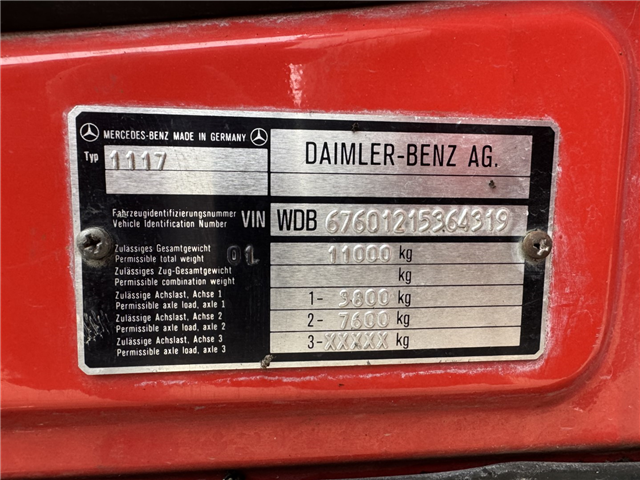 MERCEDES-BENZ MADE IN GERMANY
Typ 1117
DAIMLER-BENZ AG.
Fahrzeugidentifizierungsnummer
Vehicle Identification Number VIN WDB 67601215364319
Zulässiges Gesamtgewicht
Permissible total weight 01 11000 kg
Zulässiges Zug-Gesamtgewicht
Permissible combination weight kg
Zulässige Achslast, Achse 1
Permissible axle load, axle 1 1- 3800 kg
Zulässige Achslast, Achse 2
Permissible axle load, axle 2 2- 7600 kg
Zulässige Achslast, Achse 3
Permissible axle load, axle 3 3- XXXXX kg